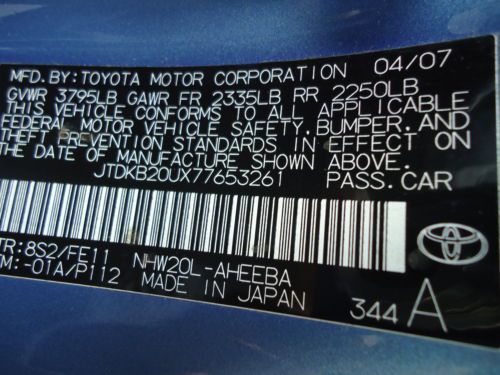 MFD. BY: TOYOTA MOTOR CORPORATION 04/07
GVWR 3795LB GAWR FR 2335LB RR 2250LB
THIS VEHICLE CONFORMS TO ALL APPLICABLE
FEDERAL MOTOR VEHICLE SAFETY, BUMPER, AND
THEFT PREVENTION STANDARDS IN EFFECT ON
THE DATE OF MANUFACTURE SHOWN ABOVE.
JTDKB20UX77653261 PASS.CAR
TR: 8S2/FE11 NHW20L-AHEEBA
M:-01A/P112 MADE IN JAPAN 344 A